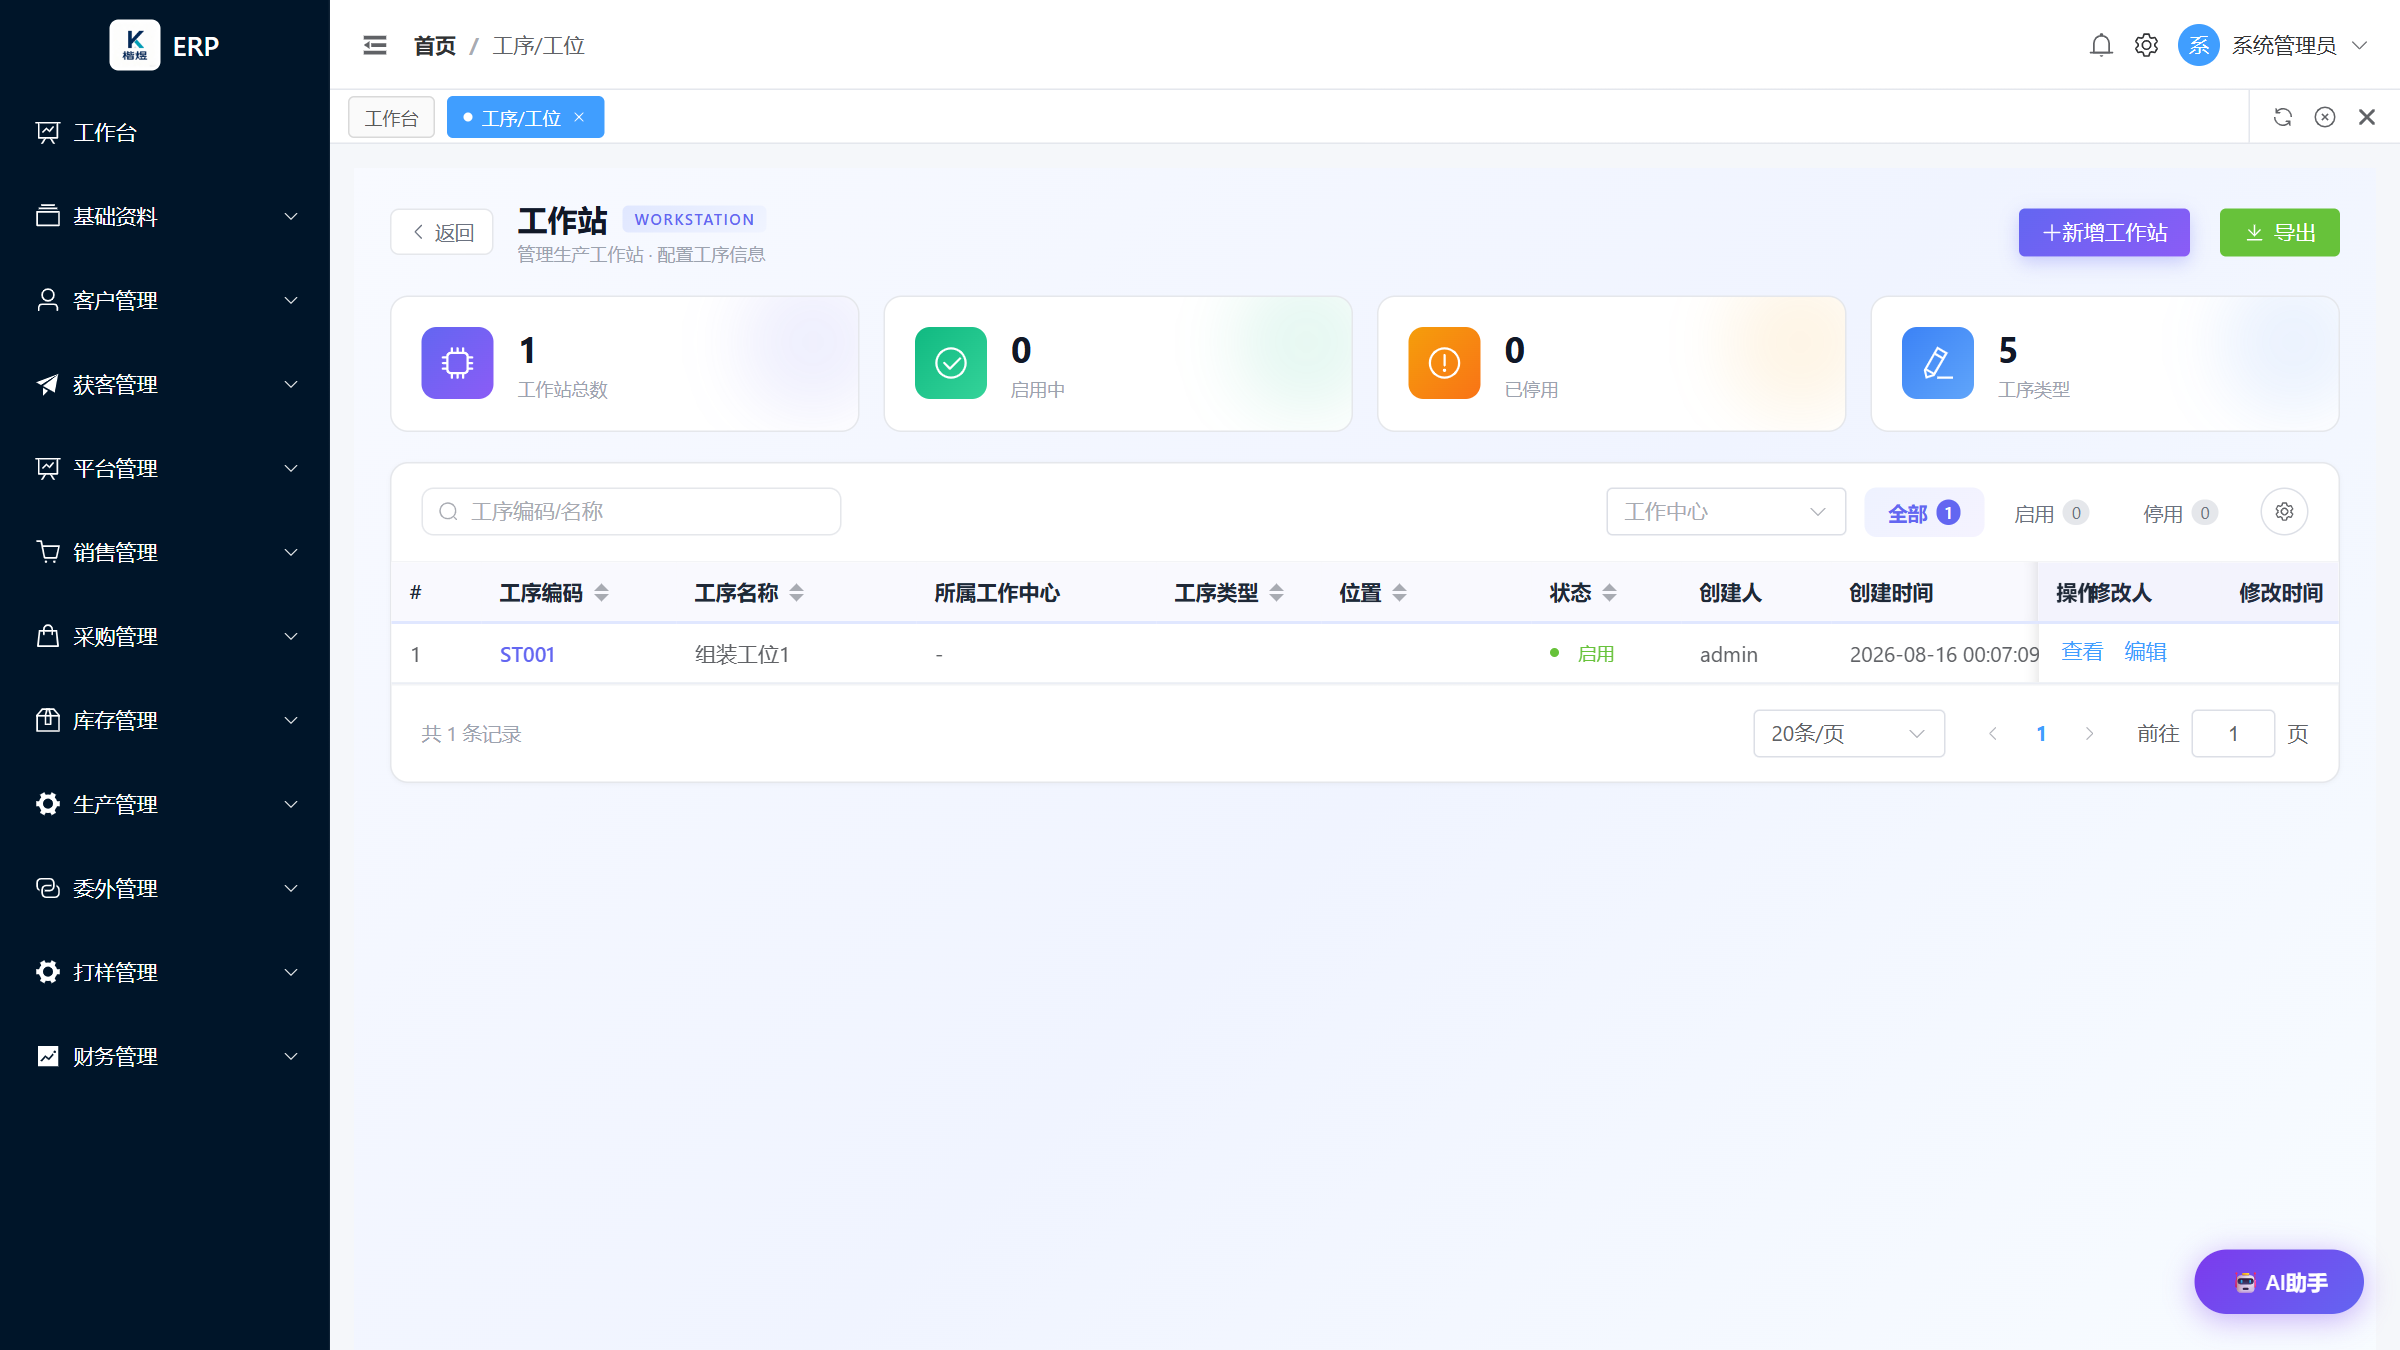 K
楷煜
ERP
工作台
基础资料
客户管理
获客管理
平台管理
销售管理
采购管理
库存管理
生产管理
委外管理
打样管理
财务管理
首页 / 工序/工位
系 系统管理员
工作台
工序/工位
返回
工作站 WORKSTATION
管理生产工作站 · 配置工序信息
新增工作站
导出
1
工作站总数
0
启用中
0
已停用
5
工序类型
工序编码/名称
工作中心
全部 1
启用 0
停用 0
# 工序编码 工序名称 所属工作中心 工序类型 位置 状态 创建人 创建时间 操作 修改人 修改时间
1 ST001 组装工位1 - 启用 admin 2026-08-16 00:07:09 查看 编辑
共 1 条记录
20条/页
1
前往 1 页
AI助手